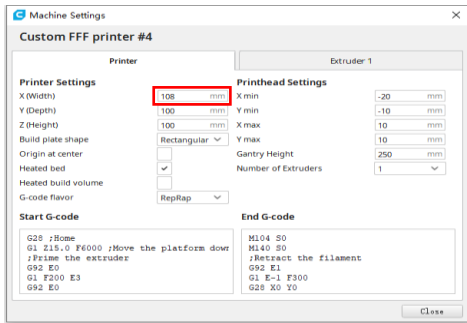 Machine Settings
Custom FFF printer #4
Printer
Extruder 1
Printer Settings
X (Width) 108 mm
Y (Depth) 100 mm
Z (Height) 100 mm
Build plate shape Rectangular
Origin at center
Heated bed
Heated build volume
G-code flavor RepRap
Printhead Settings
X min -20 mm
Y min -10 mm
X max 10 mm
Y max 10 mm
Gantry Height 250 mm
Number of Extruders 1
Start G-code
G28 ;Home
G1 Z15.0 F6000 ;Move the platform down
;Prime the extruder
G92 E0
G1 F200 E3
G92 E0
End G-code
M104 S0
M140 S0
;Retract the filament
G92 E1
G1 E-1 F300
G28 X0 Y0
Close